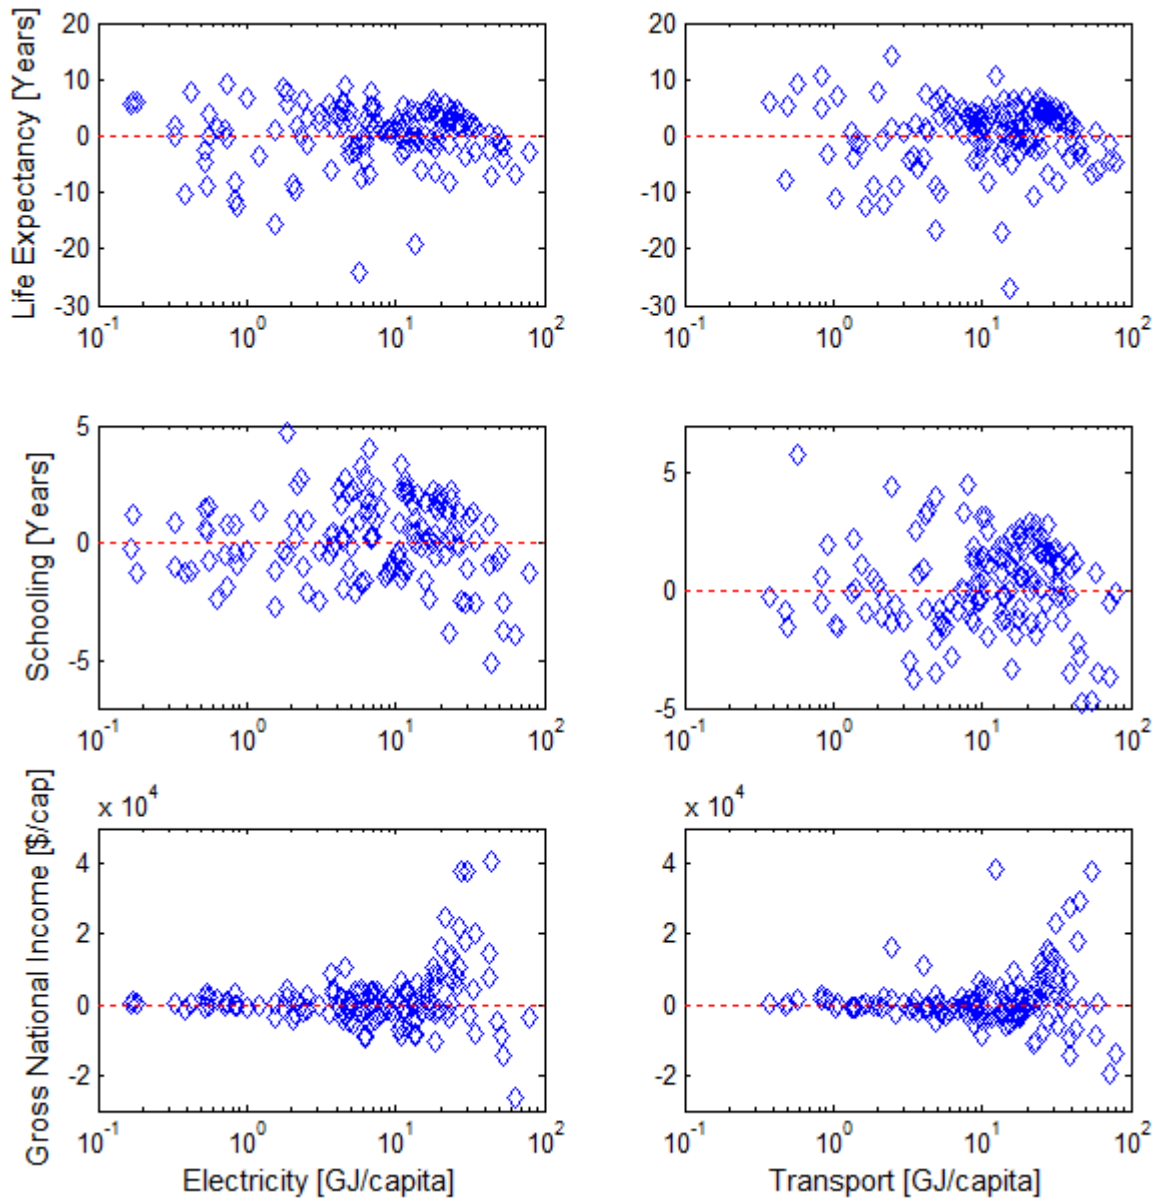 20
10
0
-10
-20
-30
Life Expectancy [Years]
10^-1 10^0 10^1 10^2
20
10
0
-10
-20
-30
10^-1 10^0 10^1 10^2
5
0
-5
Schooling [Years]
10^-1 10^0 10^1 10^2
5
0
-5
10^-1 10^0 10^1 10^2
x 10^4
4
2
0
-2
Gross National Income [$/cap]
10^-1 10^0 10^1 10^2
Electricity [GJ/capita]
x 10^4
4
2
0
-2
10^-1 10^0 10^1 10^2
Transport [GJ/capita]